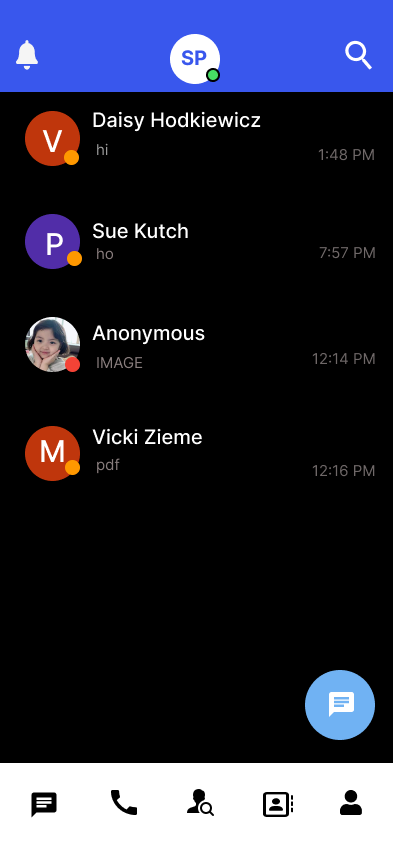 SP
V
Daisy Hodkiewicz
hi
1:48 PM
P
Sue Kutch
ho
7:57 PM
Anonymous
IMAGE
12:14 PM
M
Vicki Zieme
pdf
12:16 PM